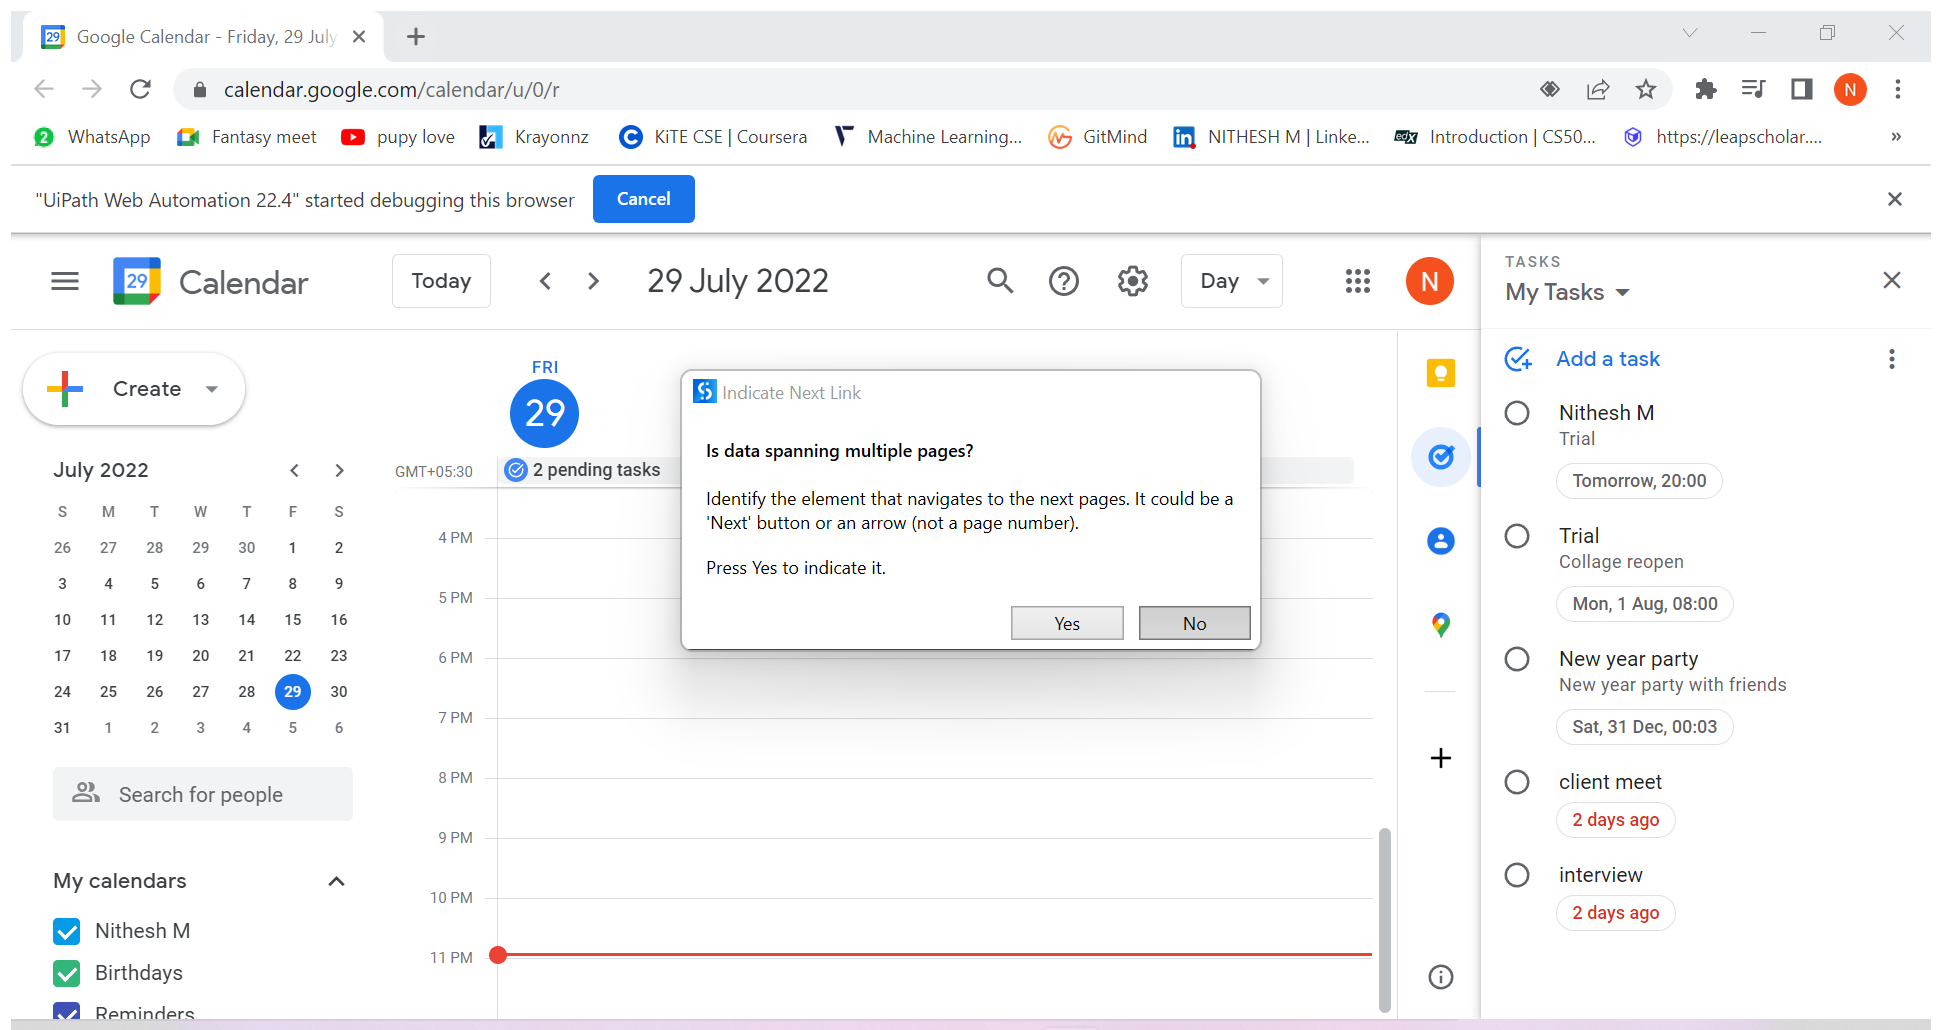 Google Calendar - Friday, 29 July
calendar.google.com/calendar/u/0/r
N
2 WhatsApp Fantasy meet pupy love Krayonnz KiTE CSE | Coursera Machine Learning... GitMind NITHESH M | Linke... edX Introduction | CS50... https://leapscholar.... »
"UiPath Web Automation 22.4" started debugging this browser Cancel
29 Calendar Today 29 July 2022 Day N
TASKS
My Tasks
Add a task
Nithesh M
Trial
Tomorrow, 20:00
Trial
Collage reopen
Mon, 1 Aug, 08:00
New year party
New year party with friends
Sat, 31 Dec, 00:03
client meet
2 days ago
interview
2 days ago
Create
July 2022
S M T W T F S
26 27 28 29 30 1 2
3 4 5 6 7 8 9
10 11 12 13 14 15 16
17 18 19 20 21 22 23
24 25 26 27 28 29 30
31 1 2 3 4 5 6
Search for people
My calendars
Nithesh M
Birthdays
Reminders
FRI
29
GMT+05:30 2 pending tasks
4 PM
5 PM
6 PM
7 PM
8 PM
9 PM
10 PM
11 PM
Indicate Next Link
Is data spanning multiple pages?
Identify the element that navigates to the next pages. It could be a
'Next' button or an arrow (not a page number).
Press Yes to indicate it.
Yes No